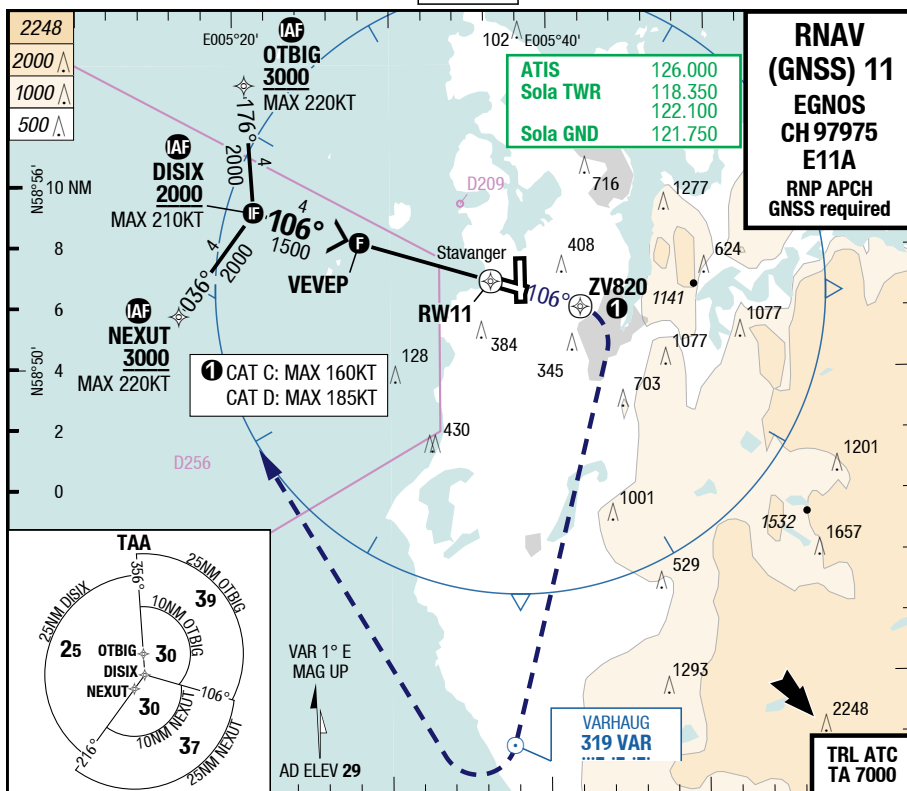 2248
2000
1000
500
E005°20'
IAF
OTBIG
3000
MAX 220KT
102
E005°40'
ATIS 126.000
Sola TWR 118.350
122.100
Sola GND 121.750
RNAV
(GNSS) 11
EGNOS
CH 97975
E11A
RNP APCH
GNSS required
176°
4
2000
IAF
DISIX
2000
MAX 210KT
IF
N58°56'
10 NM
8
6
4
2
0
N58°50'
106°
4
1500
F
VEVEP
D209
716
1277
Stavanger
408
624
1141
ZV820
1
106°
RW11
036°
4
2000
IAF
NEXUT
3000
MAX 220KT
384
345
1077
1077
1 CAT C: MAX 160KT
CAT D: MAX 185KT
128
703
430
D256
1201
1001
1532
1657
529
1293
2248
TAA
356°
25NM OTBIG
39
25NM DISIX
25
10NM OTBIG
30
OTBIG
DISIX
NEXUT
106°
30
10NM NEXUT
37
216°
25NM NEXUT
VAR 1° E
MAG UP
AD ELEV 29
VARHAUG
319 VAR
TRL ATC
TA 7000